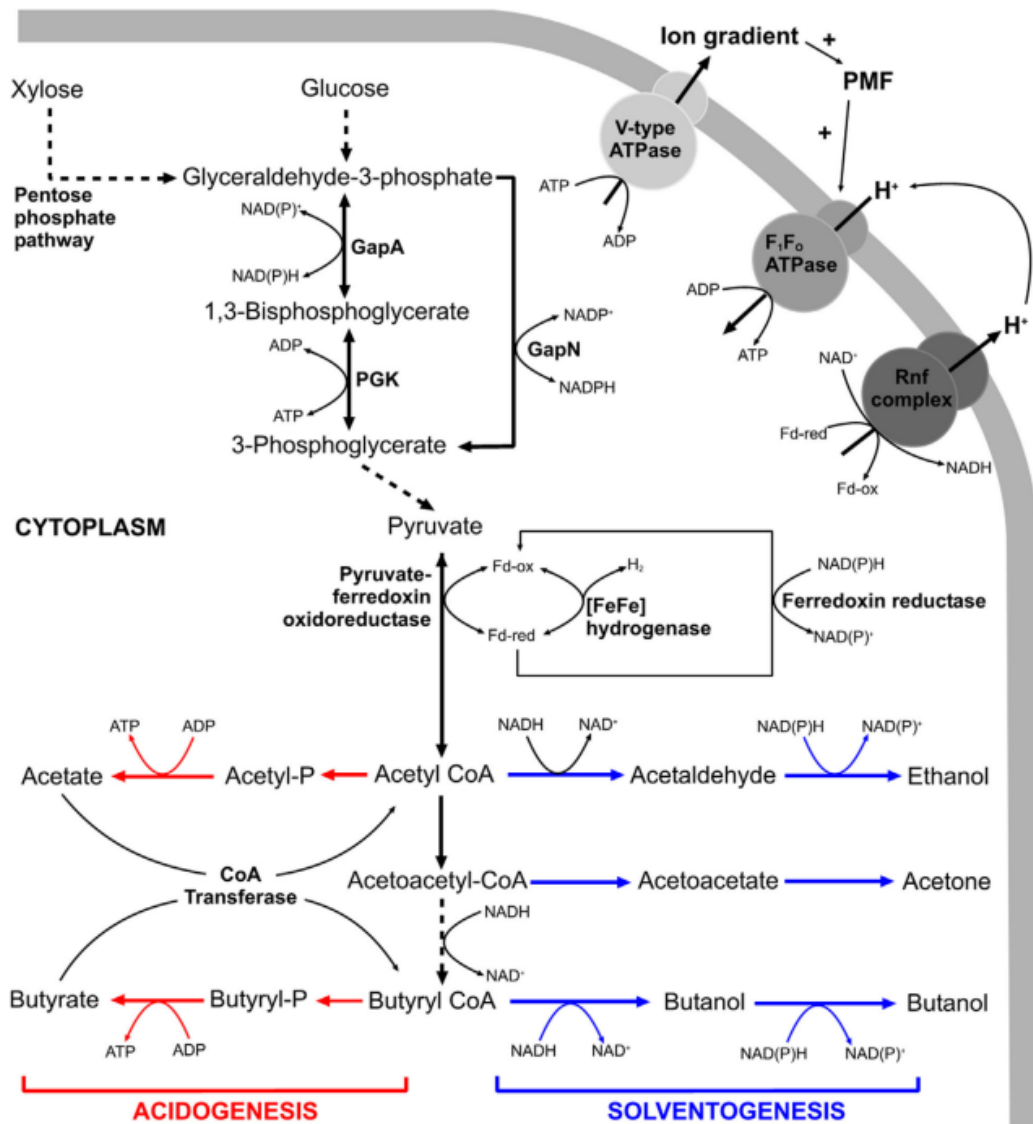 Ion gradient
+
PMF
+
Xylose
Glucose
V-type
ATPase
ATP
ADP
Pentose
phosphate
pathway
Glyceraldehyde-3-phosphate
NAD(P)⁺
GapA
NAD(P)H
1,3-Bisphosphoglycerate
ADP
PGK
ATP
3-Phosphoglycerate
NADP⁺
GapN
NADPH
H⁺
F₁F₀
ATPase
ADP
ATP
H⁺
Rnf
complex
NAD⁺
Fd-red
NADH
Fd-ox
CYTOPLASM
Pyruvate
Pyruvate-
ferredoxin
oxidoreductase
Fd-ox
H₂
[FeFe]
hydrogenase
Fd-red
NAD(P)H
Ferredoxin reductase
NAD(P)⁺
ATP
ADP
NADH
NAD⁺
NAD(P)H
NAD(P)⁺
Acetate
Acetyl-P
Acetyl CoA
Acetaldehyde
Ethanol
CoA
Transferase
Acetoacetyl-CoA
Acetoacetate
Acetone
NADH
NAD⁺
Butyrate
Butyryl-P
Butyryl CoA
Butanol
Butanol
ATP
ADP
NADH
NAD⁺
NAD(P)H
NAD(P)⁺
ACIDOGENESIS
SOLVENTOGENESIS